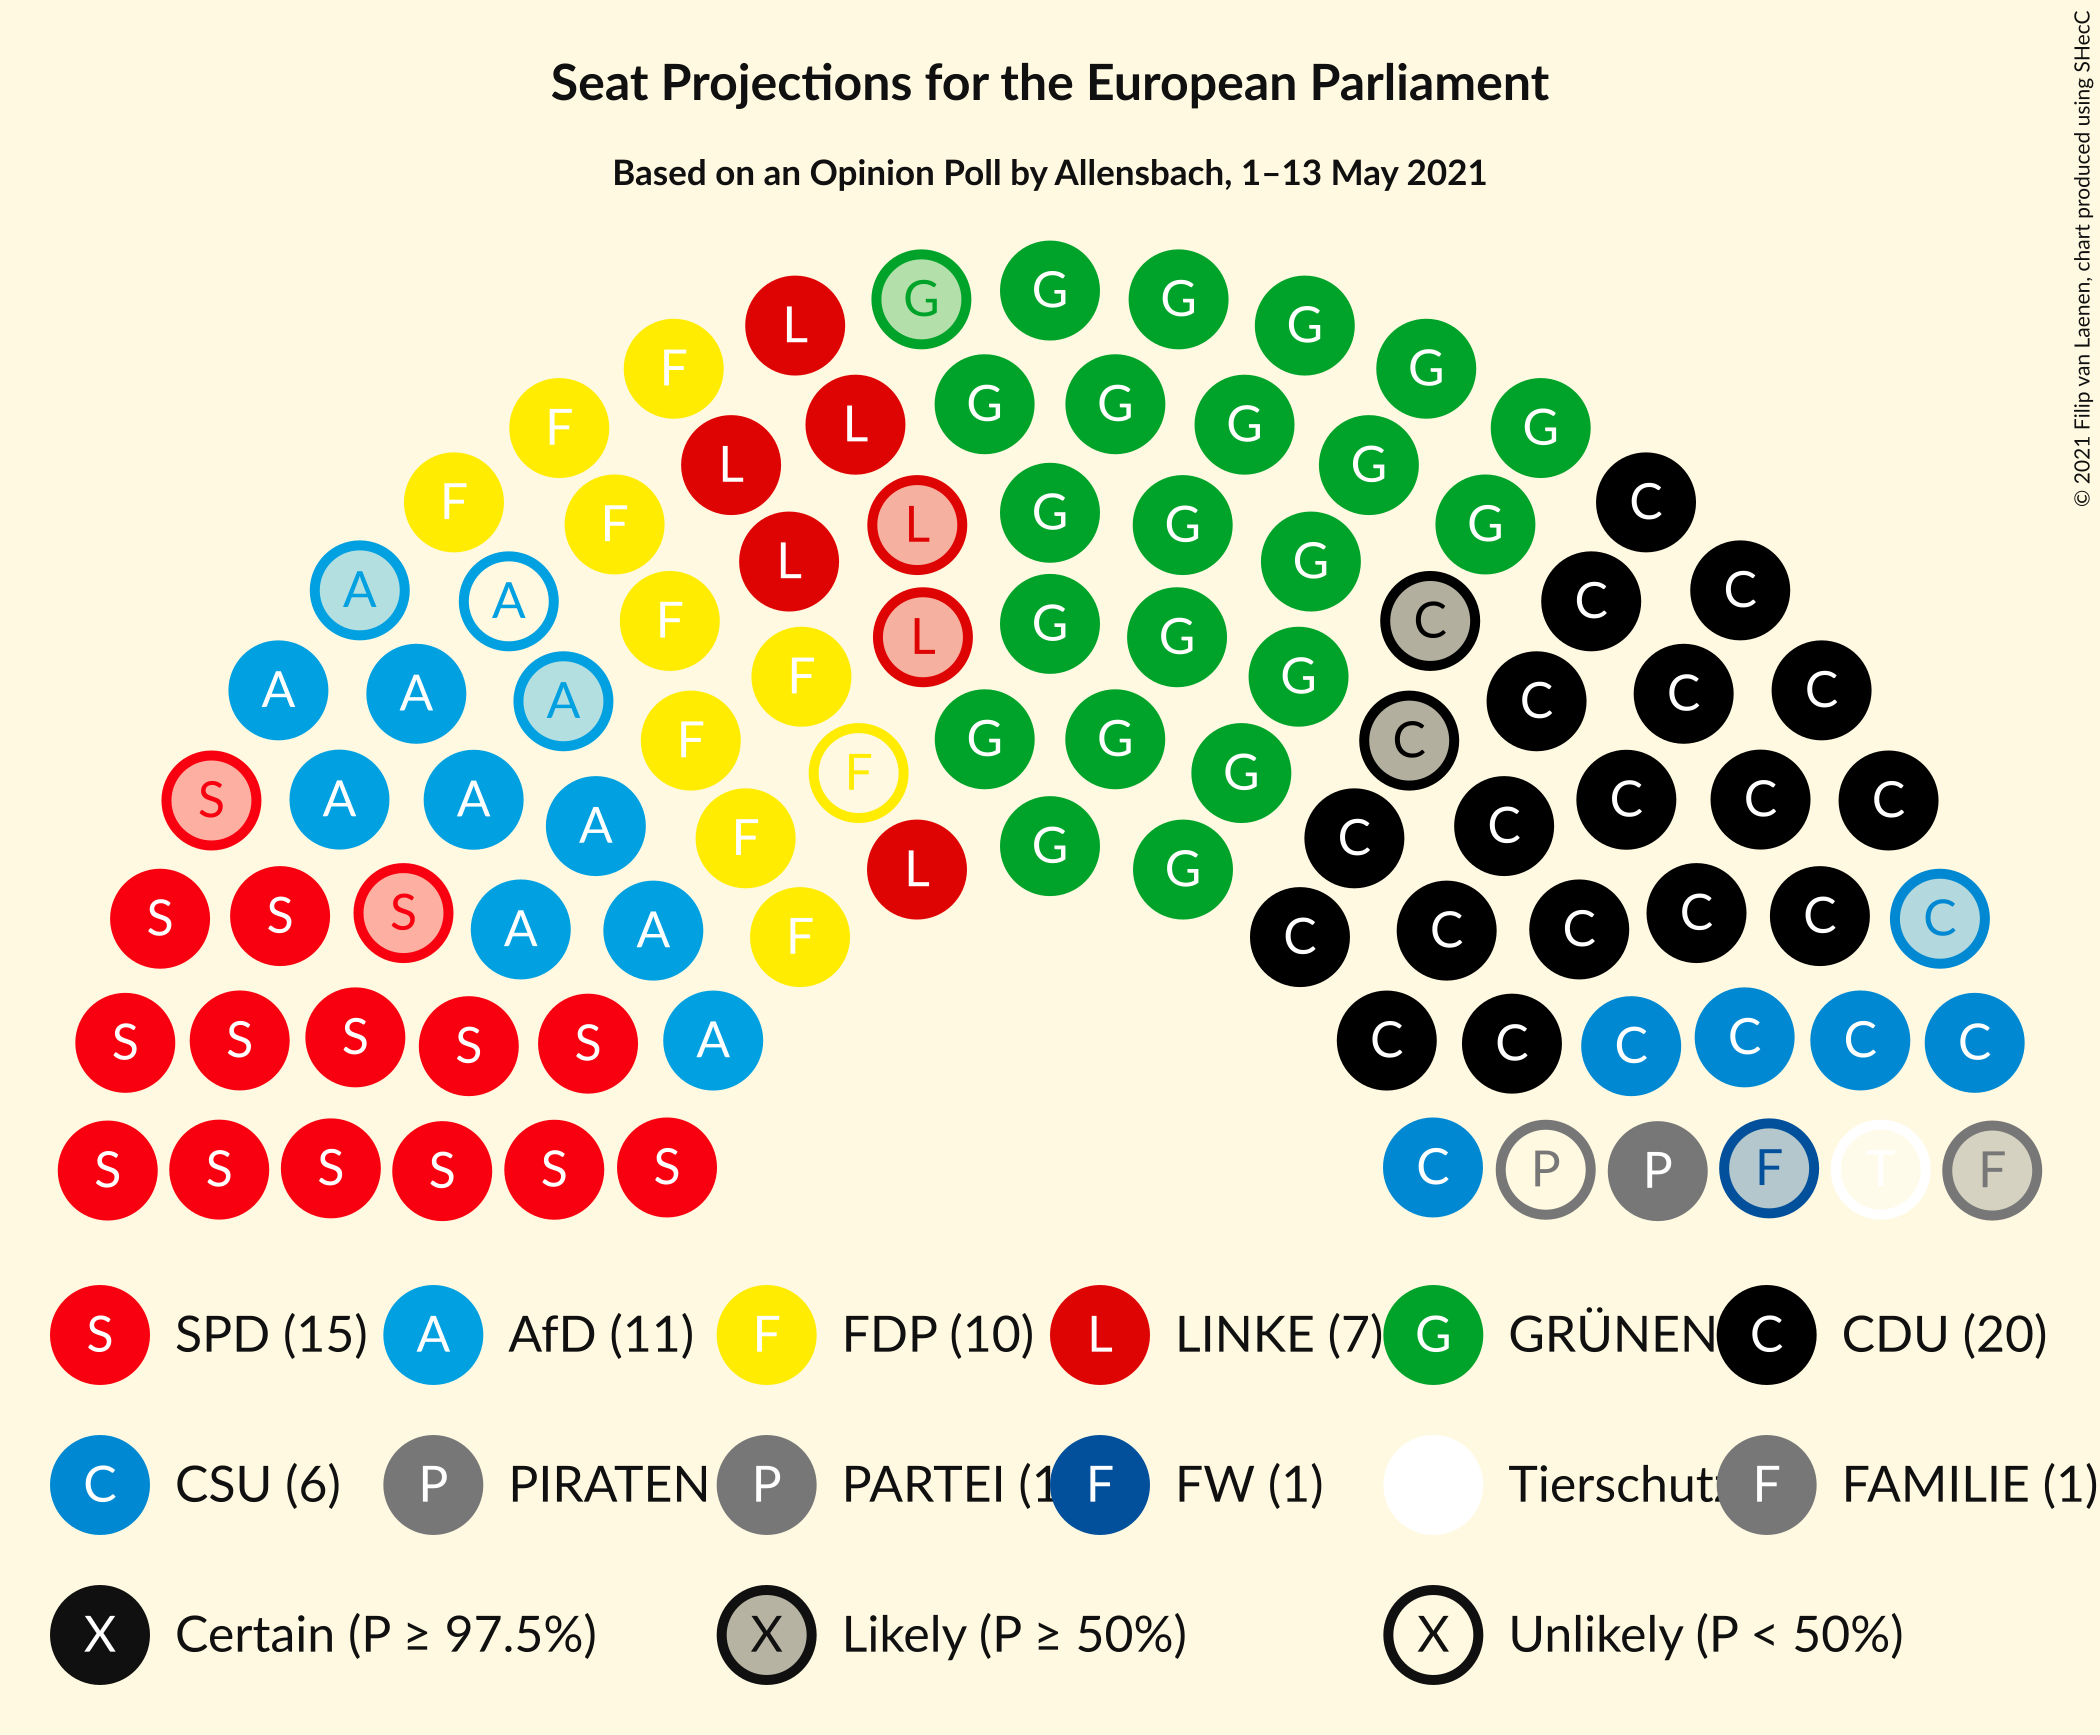 Seat Projections for the European Parliament
Based on an Opinion Poll by Allensbach, 1–13 May 2021
© 2021 Filip van Laenen, chart produced using SHecC
G G G G G G
L G G G G G
F L L G G G G
F F L L G G G C
F F F L G G G C C
A A F F G G G C C C
A A A F F G G C C C C
S A A A F L C C C C C
S S S A A F C C C C C C
S S S S S A C C C C C C
S S S S S S C P P F T F
S SPD (15) A AfD (11) F FDP (10) L LINKE (7) G GRÜNEN C CDU (20)
C CSU (6) P PIRATEN P PARTEI (1 F FW (1) Tierschutz F FAMILIE (1)
X Certain (P ≥ 97.5%) X Likely (P ≥ 50%) X Unlikely (P < 50%)